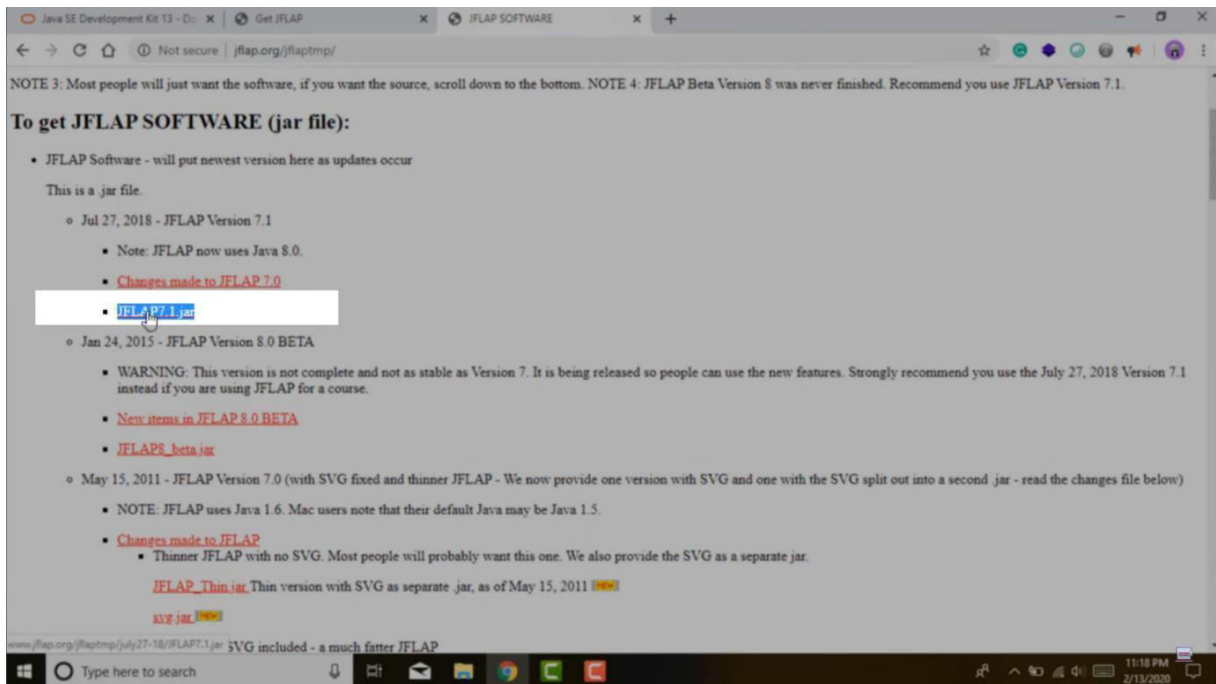 Java SE Development Kit 13 - Do
Get JFLAP
JFLAP SOFTWARE
Not secure | jflap.org/jflaptmp/
NOTE 3: Most people will just want the software, if you want the source, scroll down to the bottom. NOTE 4: JFLAP Beta Version 8 was never finished. Recommend you use JFLAP Version 7.1.
To get JFLAP SOFTWARE (jar file):
JFLAP Software - will put newest version here as updates occur
This is a .jar file.
Jul 27, 2018 - JFLAP Version 7.1
Note: JFLAP now uses Java 8.0.
Changes made to JFLAP 7.0
JFLAP7.1.jar
Jan 24, 2015 - JFLAP Version 8.0 BETA
WARNING: This version is not complete and not as stable as Version 7. It is being released so people can use the new features. Strongly recommend you use the July 27, 2018 Version 7.1
instead if you are using JFLAP for a course.
New items in JFLAP 8.0 BETA
JFLAP8_beta.jar
May 15, 2011 - JFLAP Version 7.0 (with SVG fixed and thinner JFLAP - We now provide one version with SVG and one with the SVG split out into a second .jar - read the changes file below)
NOTE: JFLAP uses Java 1.6. Mac users note that their default Java may be Java 1.5.
Changes made to JFLAP
Thinner JFLAP with no SVG. Most people will probably want this one. We also provide the SVG as a separate jar.
JFLAP_Thin.jar Thin version with SVG as separate .jar, as of May 15, 2011 NEW
svg.jar NEW
www.jflap.org/jflaptmp/july27-18/JFLAP7.1.jar SVG included - a much fatter JFLAP
Type here to search
11:18 PM
2/13/2020